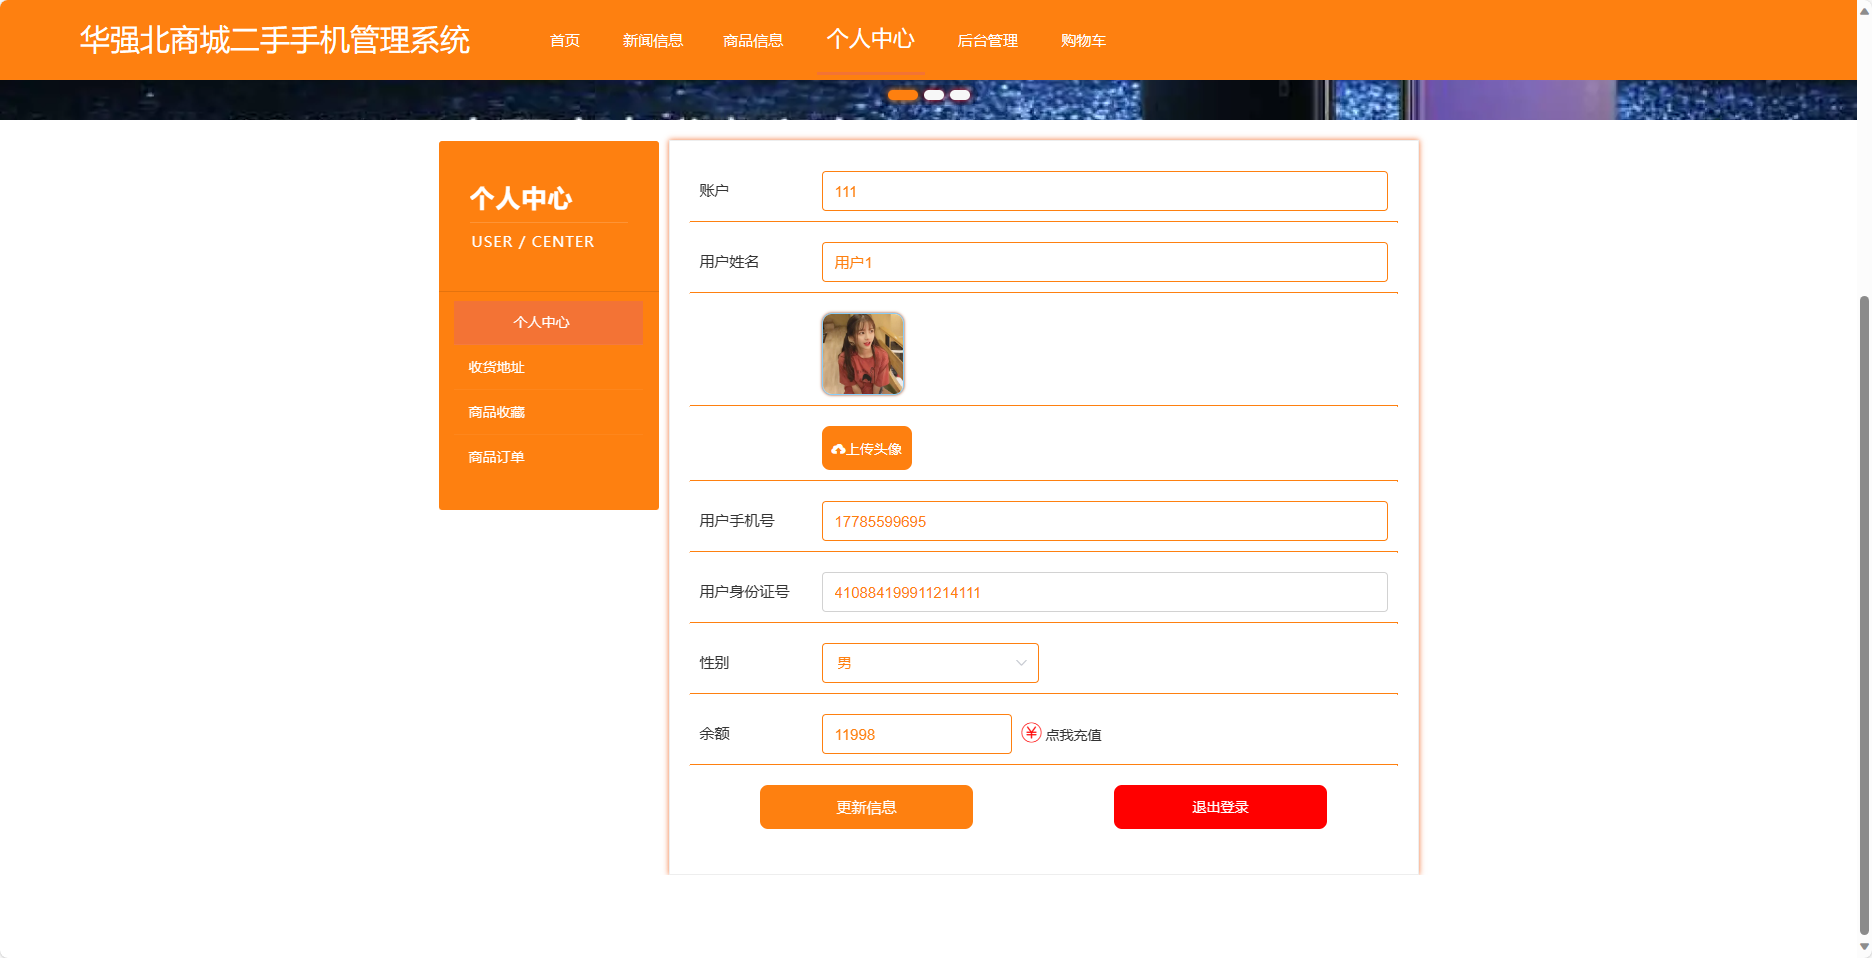 华强北商城二手手机管理系统
首页 新闻信息 商品信息 个人中心 后台管理 购物车
个人中心
USER / CENTER
个人中心
收货地址
商品收藏
商品订单
账户 111
用户姓名 用户1
上传头像
用户手机号 17785599695
用户身份证号 410884199911214111
性别 男
余额 11998 点我充值
更新信息 退出登录